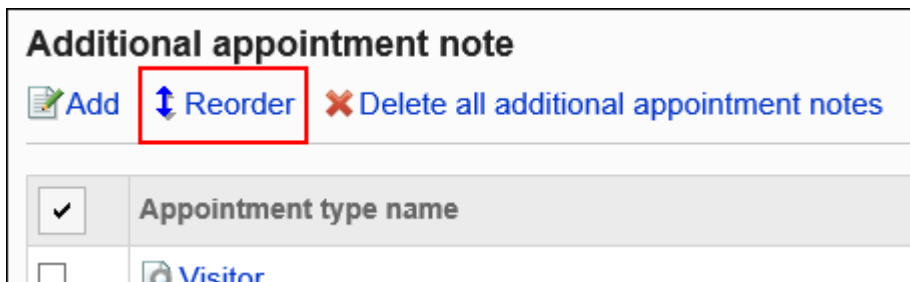 Additional appointment note
Add Reorder Delete all additional appointment notes
Appointment type name
Visitor